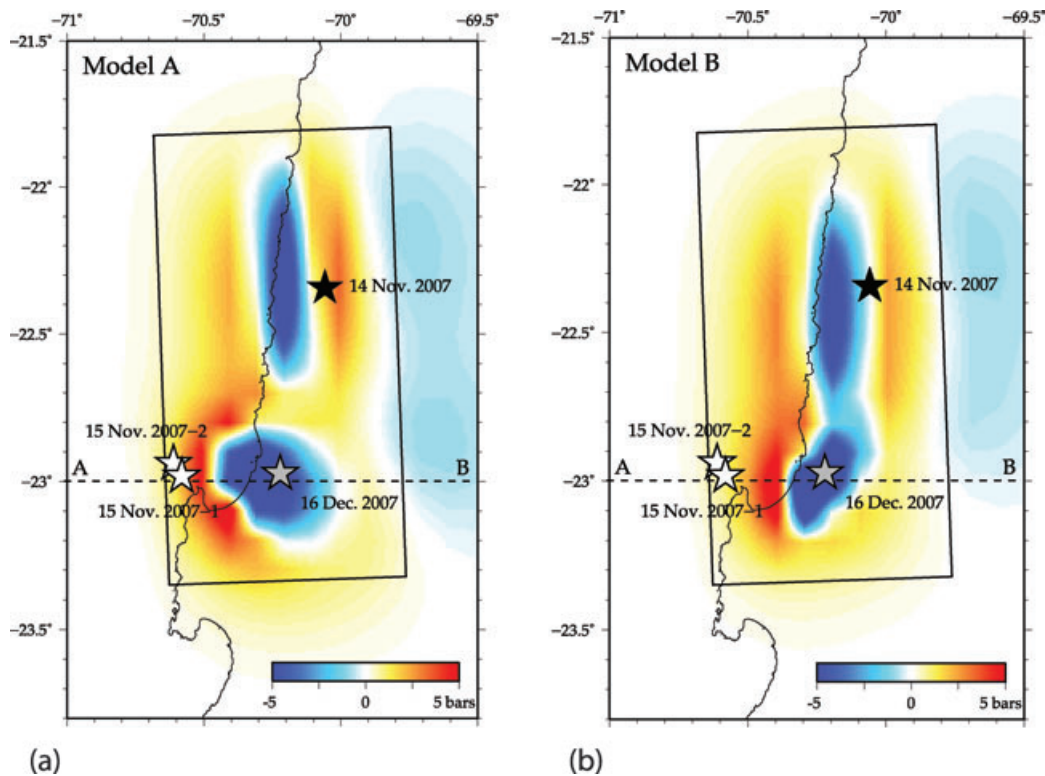 −71° −70.5° −70° −69.5°
−21.5°
Model A
−22°
14 Nov. 2007
−22.5°
15 Nov. 2007−2
A B
−23°
15 Nov. 2007−1 16 Dec. 2007
−23.5°
-5 0 5 bars
(a)
−71° −70.5° −70° −69.5°
−21.5°
Model B
−22°
14 Nov. 2007
−22.5°
15 Nov. 2007−2
A B
−23°
15 Nov. 2007−1 16 Dec. 2007
−23.5°
-5 0 5 bars
(b)